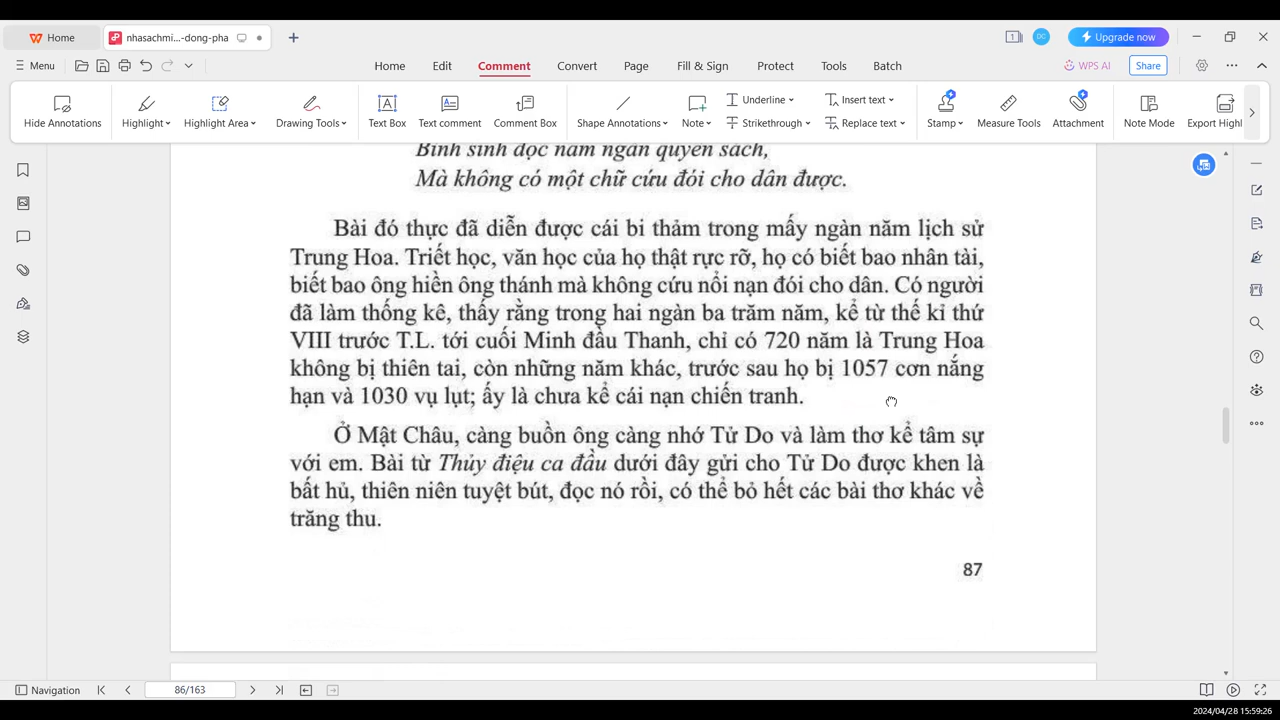 Home
nhasachmi...-dong-pha
1
DC
Upgrade now
Menu
Home Edit Comment Convert Page Fill & Sign Protect Tools Batch
WPS AI
Share
Hide Annotations
Highlight
Highlight Area
Drawing Tools
Text Box
Text comment
Comment Box
Shape Annotations
Note
Underline
Strikethrough
Insert text
Replace text
Stamp
Measure Tools
Attachment
Note Mode
Export Highl
Bình sinh đọc năm ngàn quyển sách,
Mà không có một chữ cứu đói cho dân được.
Bài đó thực đã diễn được cái bi thảm trong mấy ngàn năm lịch sử
Trung Hoa. Triết học, văn học của họ thật rực rỡ, họ có biết bao nhân tài,
biết bao ông hiền ông thánh mà không cứu nổi nạn đói cho dân. Có người
đã làm thống kê, thấy rằng trong hai ngàn ba trăm năm, kể từ thế kỉ thứ
VIII trước T.L. tới cuối Minh đầu Thanh, chỉ có 720 năm là Trung Hoa
không bị thiên tai, còn những năm khác, trước sau họ bị 1057 cơn nắng
hạn và 1030 vụ lụt; ấy là chưa kể cái nạn chiến tranh.
Ở Mật Châu, càng buồn ông càng nhớ Tử Do và làm thơ kể tâm sự
với em. Bài từ Thủy điệu ca đầu dưới đây gửi cho Tử Do được khen là
bất hủ, thiên niên tuyệt bút, đọc nó rồi, có thể bỏ hết các bài thơ khác về
trăng thu.
87
Navigation
86/163
2024/04/28 15:59:26